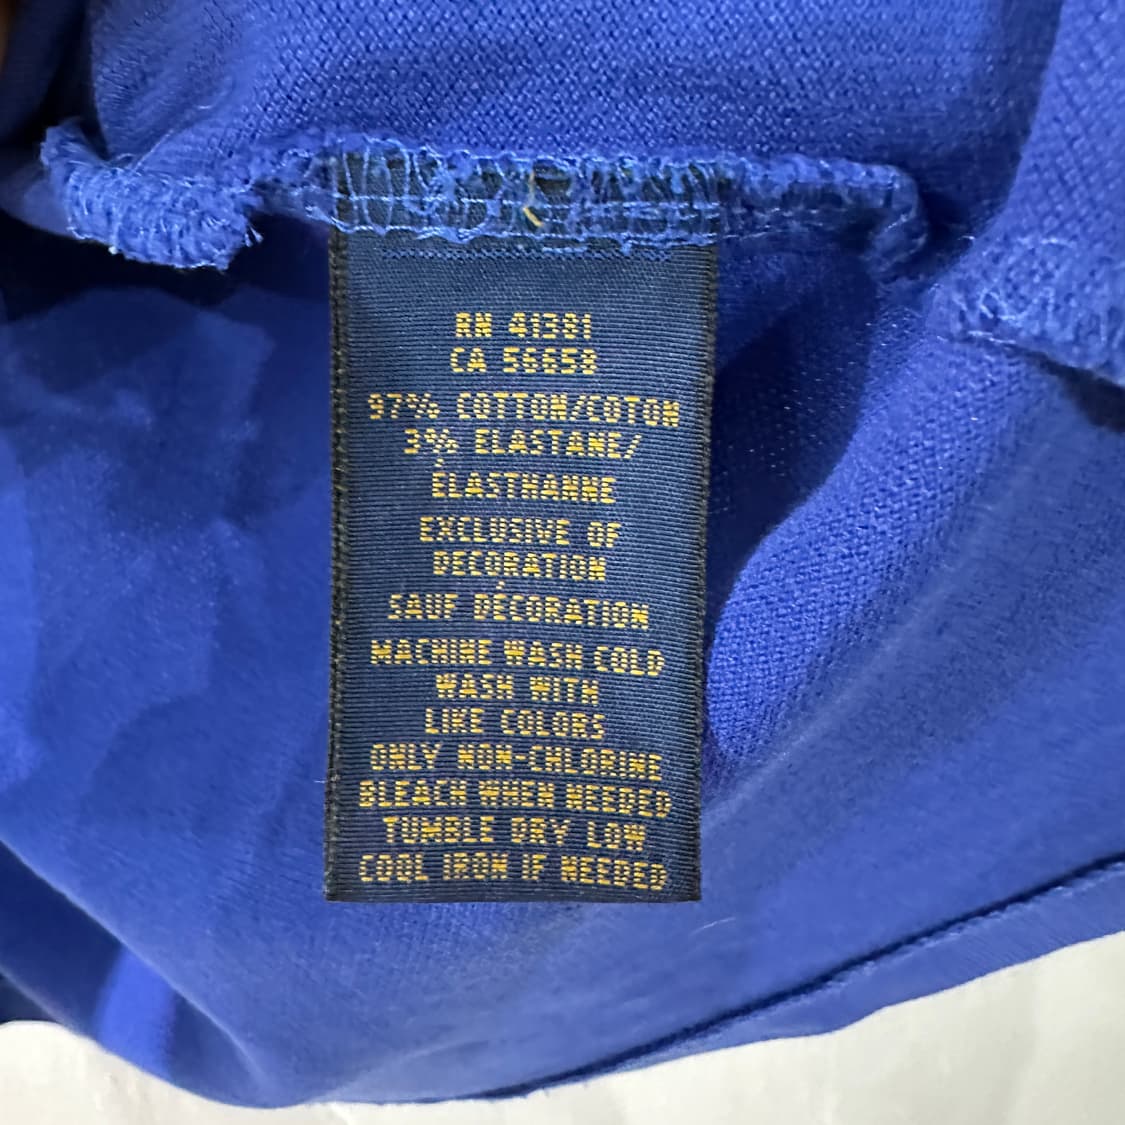 RN 41381
CA 56658
97% COTTON/COTON
3% ELASTANE/
ÉLASTHANNE
EXCLUSIVE OF
DECORATION
SAUF DÉCORATION
MACHINE WASH COLD
WASH WITH
LIKE COLORS
ONLY NON-CHLORINE
BLEACH WHEN NEEDED
TUMBLE DRY LOW
COOL IRON IF NEEDED